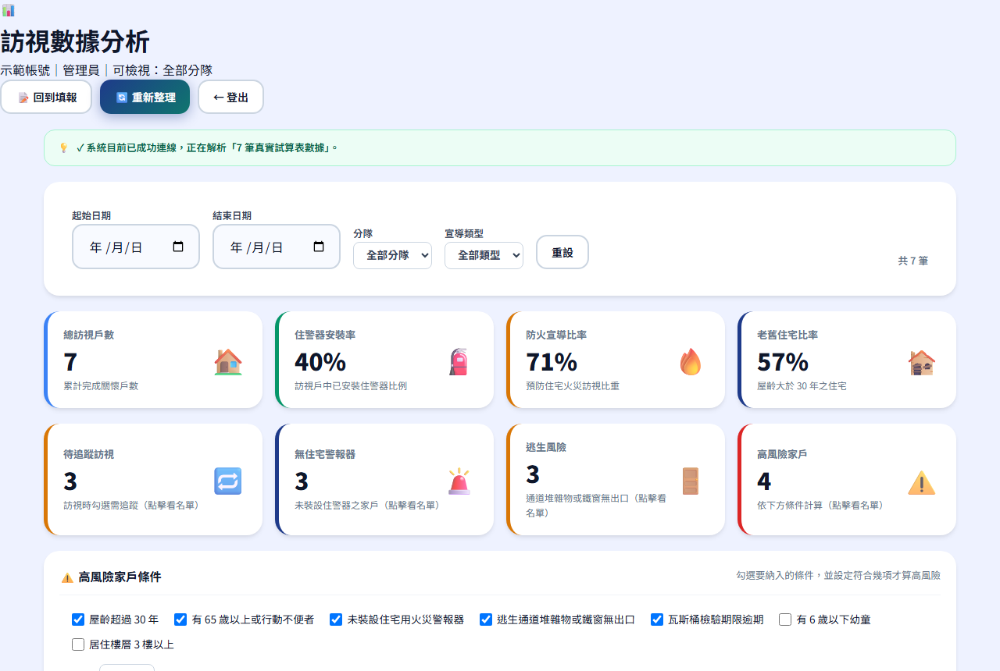 訪視數據分析
示範帳號｜管理員｜可檢視：全部分隊
回到填報 重新整理 ← 登出
✓ 系統目前已成功連線，正在解析「7 筆真實試算表數據」。
起始日期 結束日期 分隊 宣導類型
年 /月/日 年 /月/日 全部分隊 全部類型 重設 共 7 筆
總訪視戶數
7
累計完成關懷戶數
住警器安裝率
40%
訪視戶中已安裝住警器比例
防火宣導比率
71%
預防住宅火災訪視比重
老舊住宅比率
57%
屋齡大於 30 年之住宅
待追蹤訪視
3
訪視時勾選需追蹤（點擊看名單）
無住宅警報器
3
未裝設住警器之家戶（點擊看名單）
逃生風險
3
通道堆雜物或鐵窗無出口（點擊看
名單）
高風險家戶
4
依下方條件計算（點擊看名單）
高風險家戶條件 勾選要納入的條件，並設定符合幾項才算高風險
屋齡超過 30 年 有 65 歲以上或行動不便者 未裝設住宅用火災警報器 逃生通道堆雜物或鐵窗無出口 瓦斯桶檢驗期限逾期 有 6 歲以下幼童
居住樓層 3 樓以上